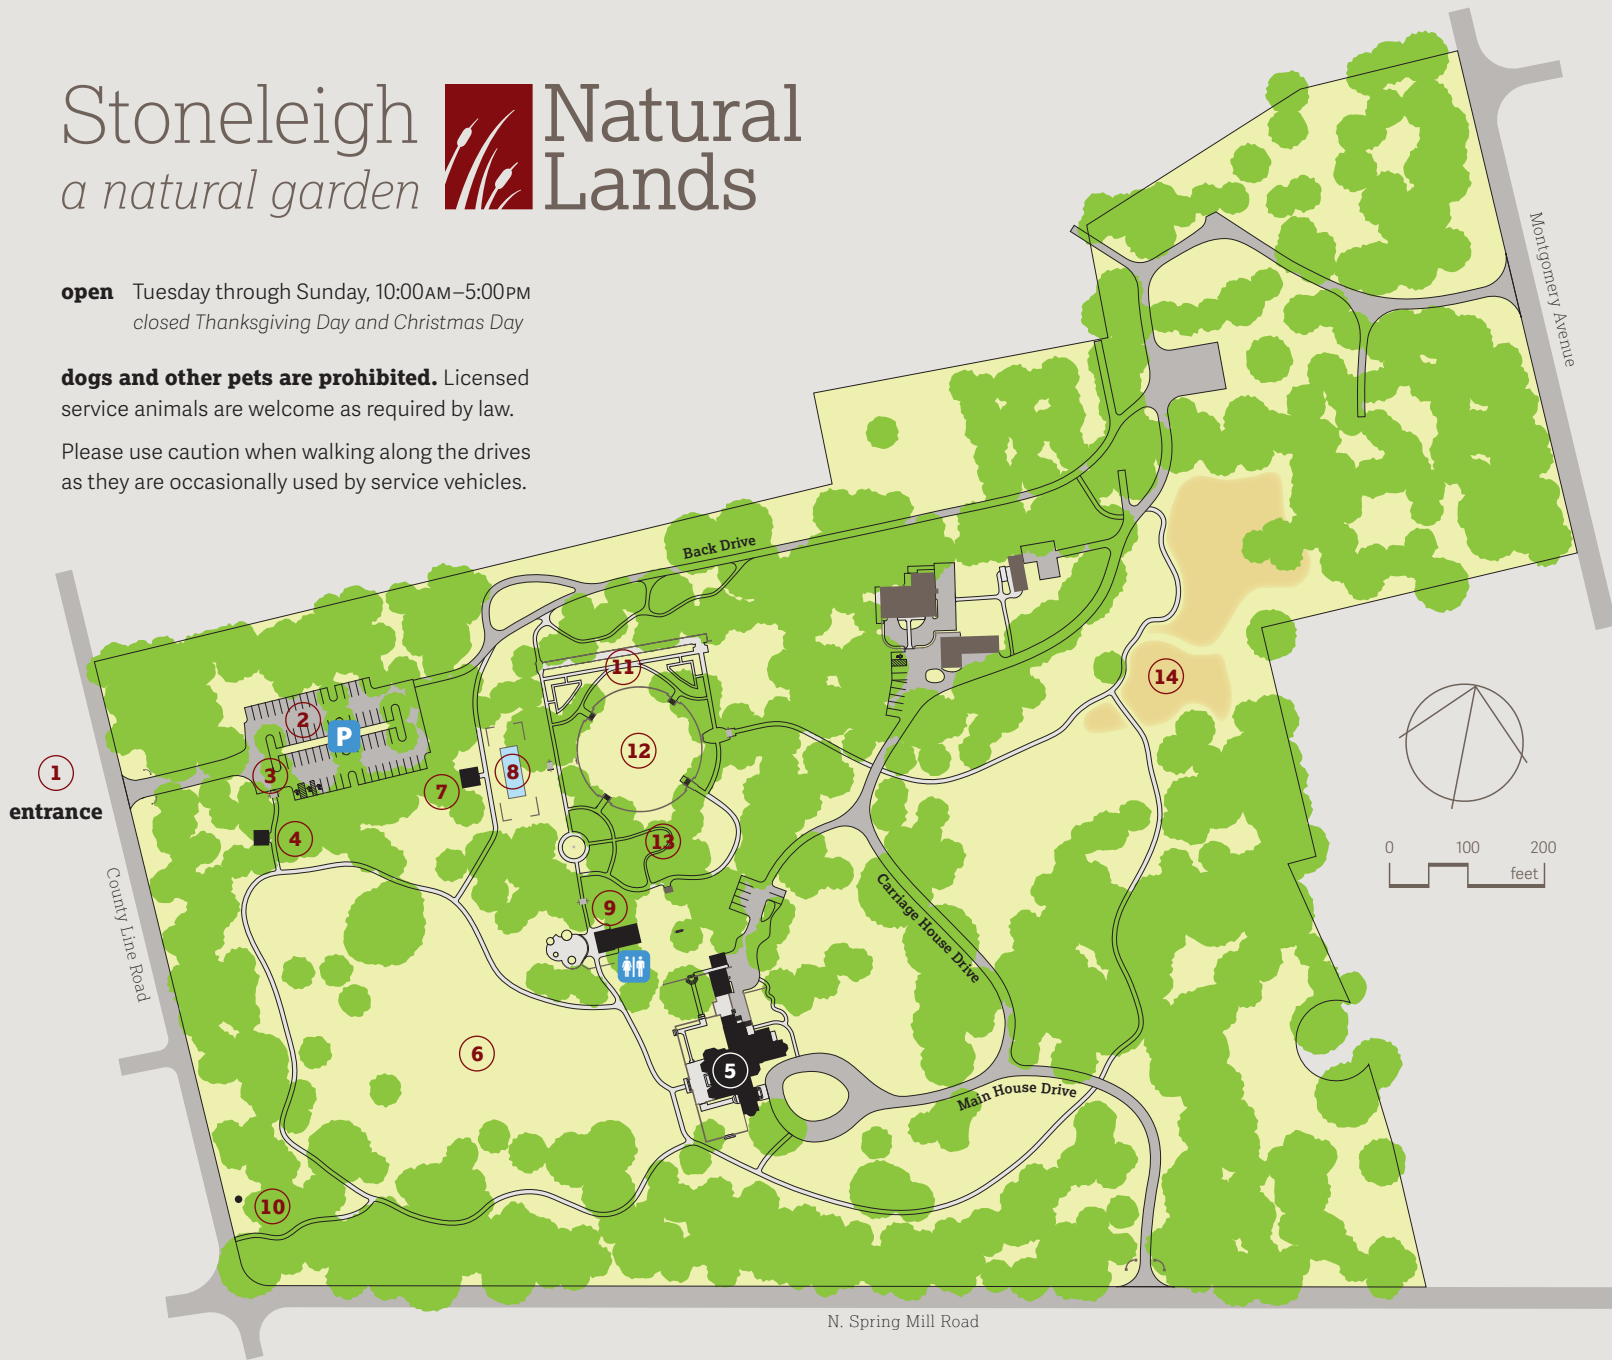 Stoneleigh
a natural garden
Natural
Lands
open Tuesday through Sunday, 10:00AM–5:00PM
closed Thanksgiving Day and Christmas Day
dogs and other pets are prohibited. Licensed
service animals are welcome as required by law.
Please use caution when walking along the drives
as they are occasionally used by service vehicles.
Montgomery Avenue
Back Drive
11
14
2
P
12
1
3
8
7
entrance
4
13
0 100 200
feet
County Line Road
9
Carriage House Drive
6
5
Main House Drive
10
N. Spring Mill Road